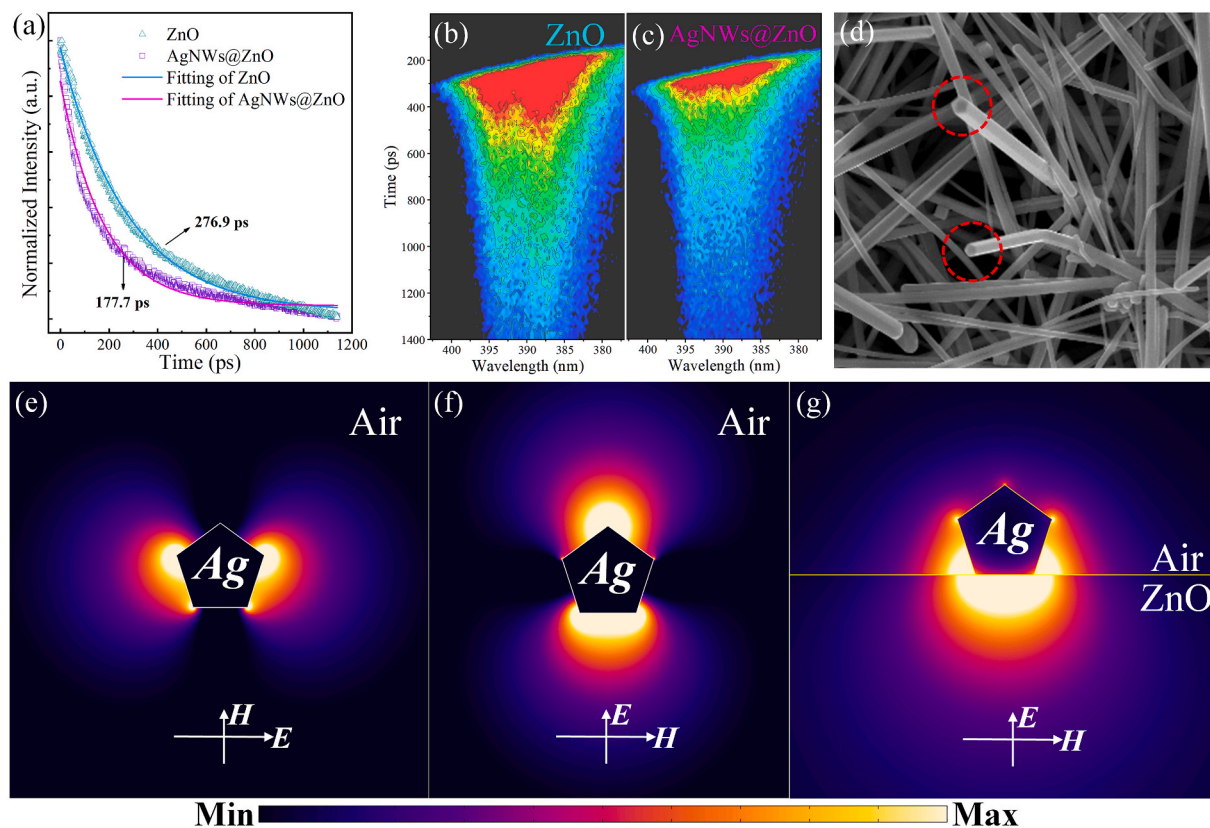 (a)
ZnO
AgNWs@ZnO
Fitting of ZnO
Fitting of AgNWs@ZnO
276.9 ps
177.7 ps
Normalized Intensity (a.u.)
0 200 400 600 800 1000 1200
Time (ps)
(b) ZnO
(c) AgNWs@ZnO
Time (ps)
200
400
600
800
1000
1200
1400
400 395 390 385 380
Wavelength (nm)
400 395 390 385 380
Wavelength (nm)
(d)
(e)
Air
Ag
H
E
(f)
Air
Ag
E
H
(g)
Ag
Air
ZnO
E
H
Min Max